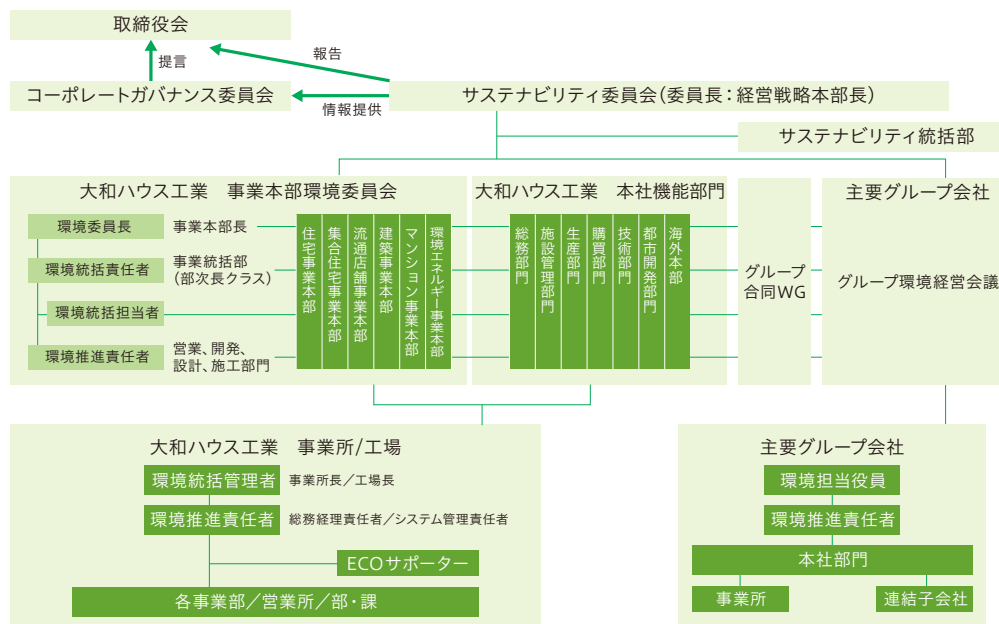 取締役会
提言
報告
コーポレートガバナンス委員会
情報提供
サステナビリティ委員会(委員長:経営戦略本部長)
サステナビリティ統括部
大和ハウス工業　事業本部環境委員会
環境委員長
事業本部長
環境統括責任者
事業統括部
(部次長クラス)
環境統括担当者
環境推進責任者
営業、開発、
設計、施工部門
住宅事業本部
集合住宅事業本部
流通店舗事業本部
建築事業本部
マンション事業本部
環境エネルギー事業本部
大和ハウス工業　本社機能部門
総務部門
施設管理部門
生産部門
購買部門
技術部門
都市開発部門
海外本部
グループ
合同WG
主要グループ会社
グループ環境経営会議
大和ハウス工業　事業所/工場
環境統括管理者
事業所長／工場長
環境推進責任者
総務経理責任者／システム管理責任者
ECOサポーター
各事業部／営業所／部・課
主要グループ会社
環境担当役員
環境推進責任者
本社部門
事業所
連結子会社